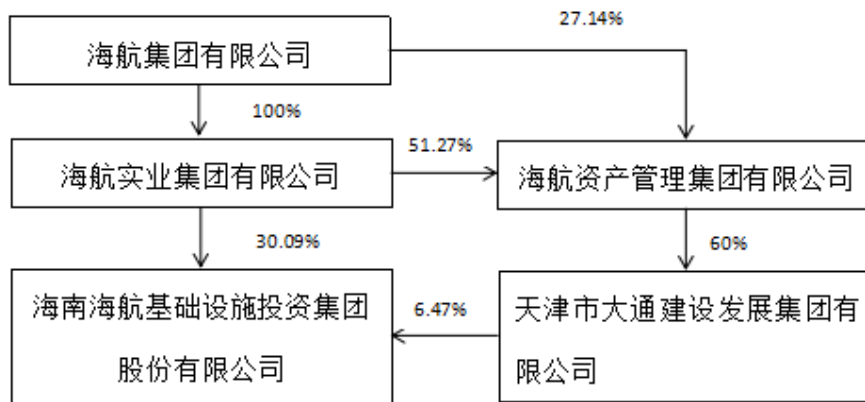 27.14%
海航集团有限公司
100%
51.27%
海航实业集团有限公司
海航资产管理集团有限公司
30.09%
60%
海南海航基础设施投资集团
股份有限公司
6.47%
天津市大通建设发展集团有
限公司